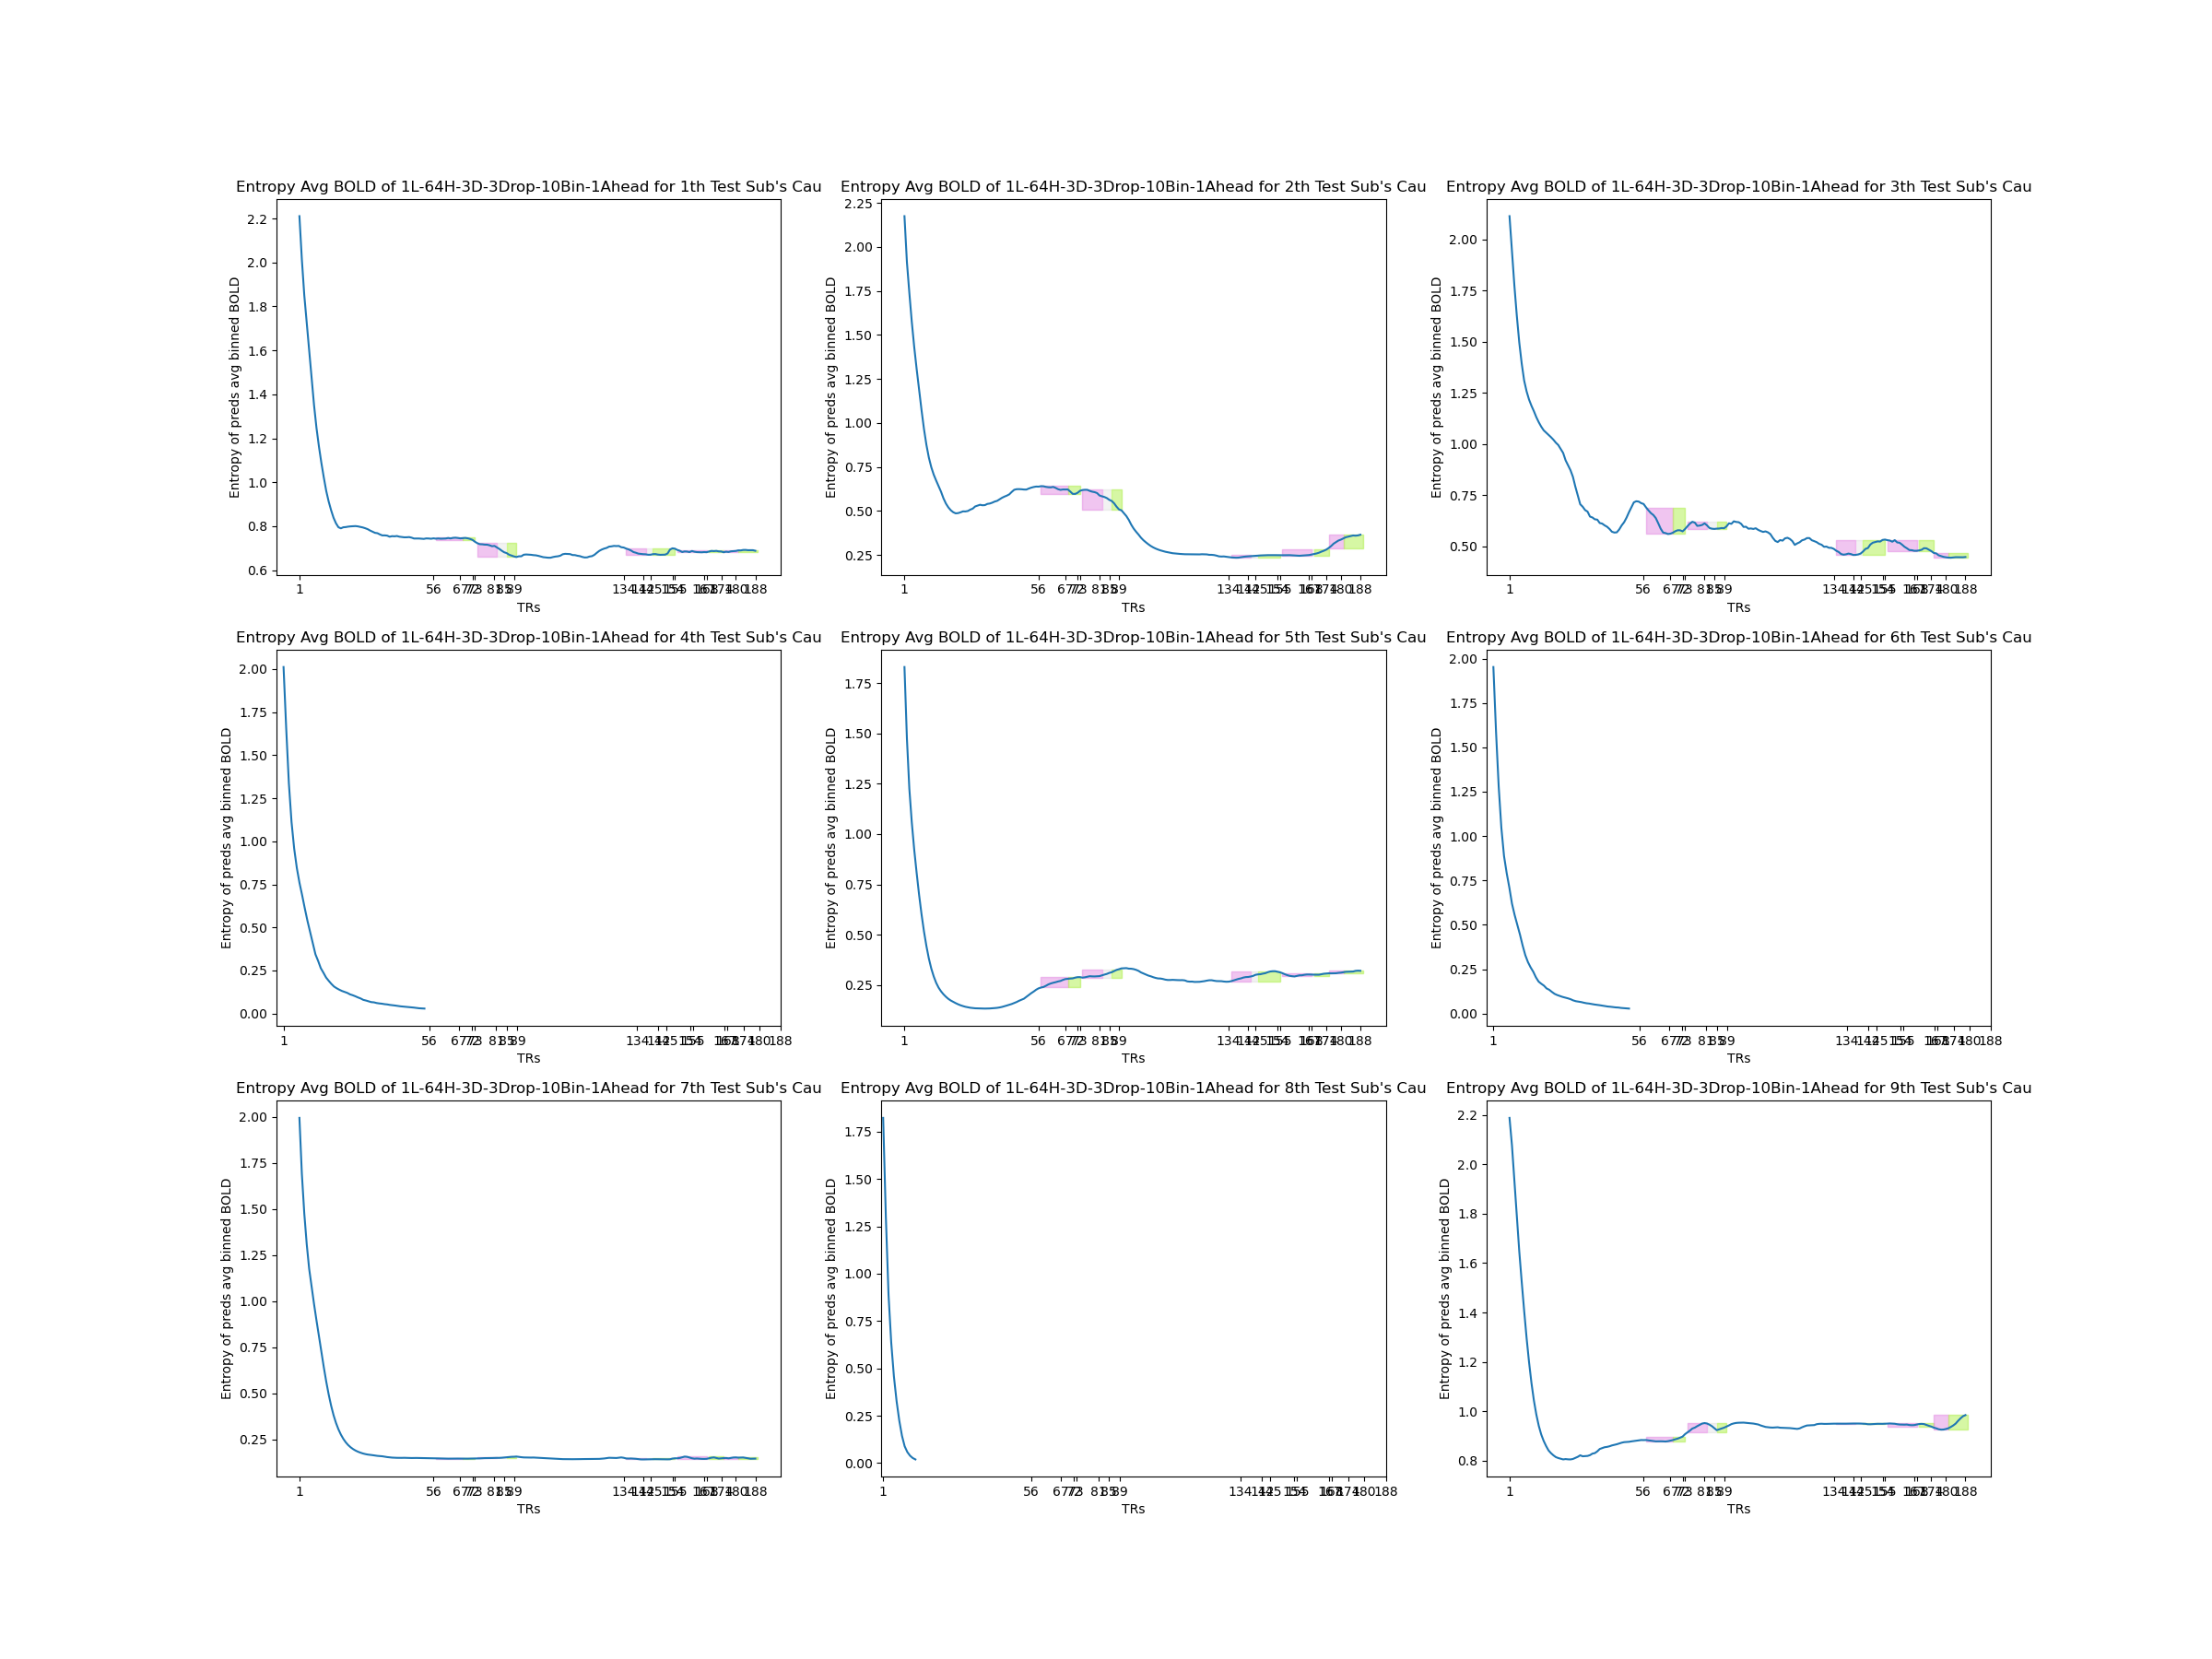 Entropy Avg BOLD of 1L-64H-3D-3Drop-10Bin-1Ahead for 1th Test Sub's Cau
Entropy of preds avg binned BOLD
2.2
2.0
1.8
1.6
1.4
1.2
1.0
0.8
0.6
1 56
TRs
Entropy Avg BOLD of 1L-64H-3D-3Drop-10Bin-1Ahead for 2th Test Sub's Cau
Entropy of preds avg binned BOLD
2.25
2.00
1.75
1.50
1.25
1.00
0.75
0.50
0.25
1 56
TRs
Entropy Avg BOLD of 1L-64H-3D-3Drop-10Bin-1Ahead for 3th Test Sub's Cau
Entropy of preds avg binned BOLD
2.00
1.75
1.50
1.25
1.00
0.75
0.50
1 56 188
TRs
Entropy Avg BOLD of 1L-64H-3D-3Drop-10Bin-1Ahead for 4th Test Sub's Cau
Entropy of preds avg binned BOLD
2.00
1.75
1.50
1.25
1.00
0.75
0.50
0.25
0.00
1 56 188
TRs
Entropy Avg BOLD of 1L-64H-3D-3Drop-10Bin-1Ahead for 5th Test Sub's Cau
Entropy of preds avg binned BOLD
1.75
1.50
1.25
1.00
0.75
0.50
0.25
1 56
TRs
Entropy Avg BOLD of 1L-64H-3D-3Drop-10Bin-1Ahead for 6th Test Sub's Cau
Entropy of preds avg binned BOLD
2.00
1.75
1.50
1.25
1.00
0.75
0.50
0.25
0.00
1 56 188
TRs
Entropy Avg BOLD of 1L-64H-3D-3Drop-10Bin-1Ahead for 7th Test Sub's Cau
Entropy of preds avg binned BOLD
2.00
1.75
1.50
1.25
1.00
0.75
0.50
0.25
1 56
TRs
Entropy Avg BOLD of 1L-64H-3D-3Drop-10Bin-1Ahead for 8th Test Sub's Cau
Entropy of preds avg binned BOLD
1.75
1.50
1.25
1.00
0.75
0.50
0.25
0.00
1 56 188
TRs
Entropy Avg BOLD of 1L-64H-3D-3Drop-10Bin-1Ahead for 9th Test Sub's Cau
Entropy of preds avg binned BOLD
2.2
2.0
1.8
1.6
1.4
1.2
1.0
0.8
1 56 188
TRs